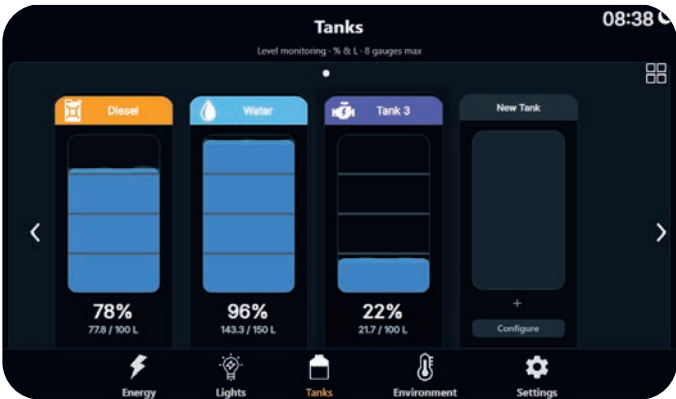 08:38
Tanks
Level monitoring · % & L · 8 gauges max
Diesel
Water
Tank 3
New Tank
78%
77.8 / 100 L
96%
143.3 / 150 L
22%
21.7 / 100 L
+
Configure
Energy
Lights
Tanks
Environment
Settings